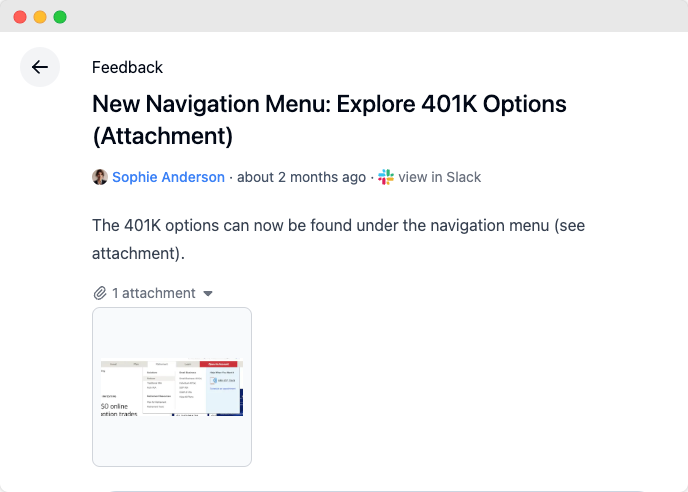 Feedback
New Navigation Menu: Explore 401K Options
(Attachment)
Sophie Anderson · about 2 months ago · view in Slack
The 401K options can now be found under the navigation menu (see
attachment).
1 attachment
50 online
option trades